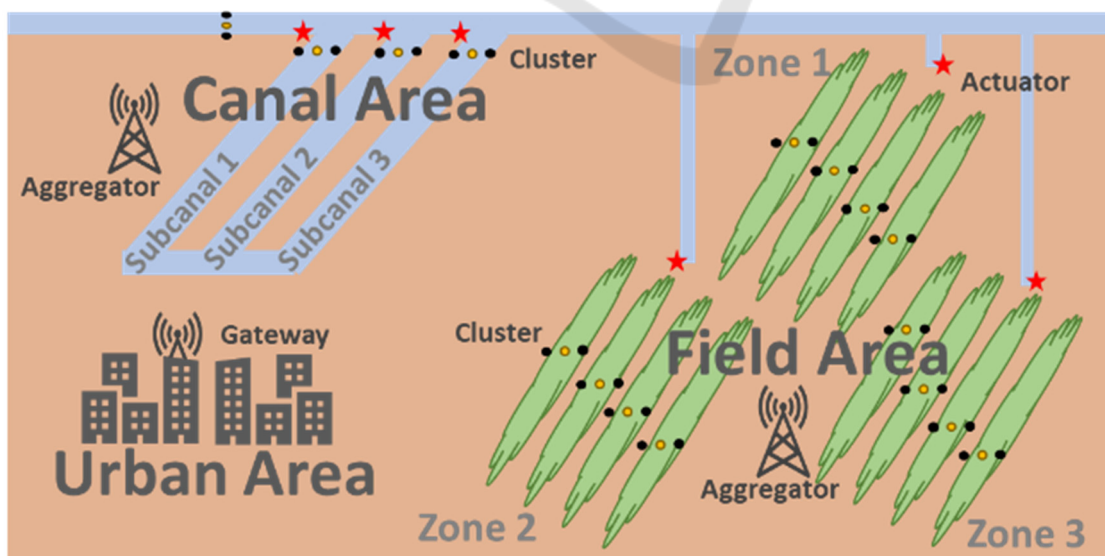 Zone 1
Cluster
Actuator
Canal Area
Aggregator
Subcanal 1
Subcanal 2
Subcanal 3
Gateway
Cluster
Field Area
Urban Area
Aggregator
Zone 2
Zone 3